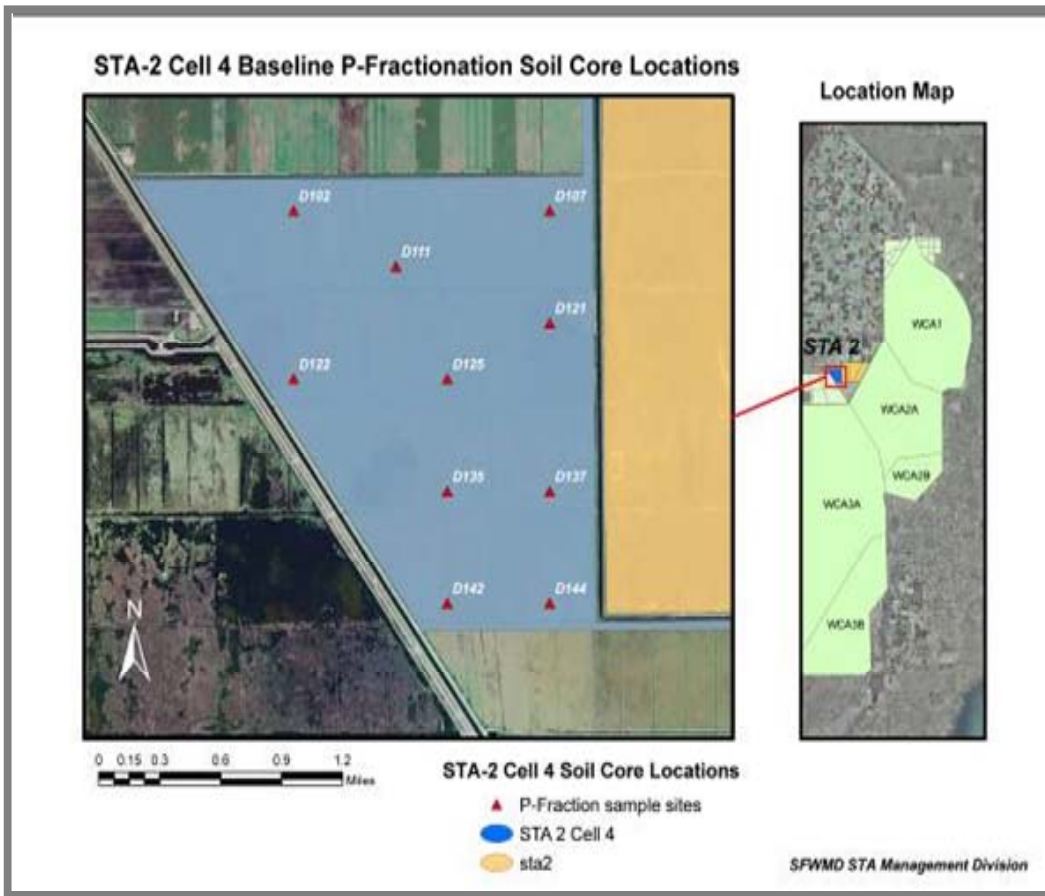 STA-2 Cell 4 Baseline P-Fractionation Soil Core Locations
Location Map
D102
D107
D111
D121
D122
D125
D135
D137
D142
D144
N
STA 2
WCA1
WCA2A
WCA2B
WCA3A
WCA3B
0 0.15 0.3 0.6 0.9 1.2
Miles
STA-2 Cell 4 Soil Core Locations
P-Fraction sample sites
STA 2 Cell 4
sta2
SFWMD STA Management Division